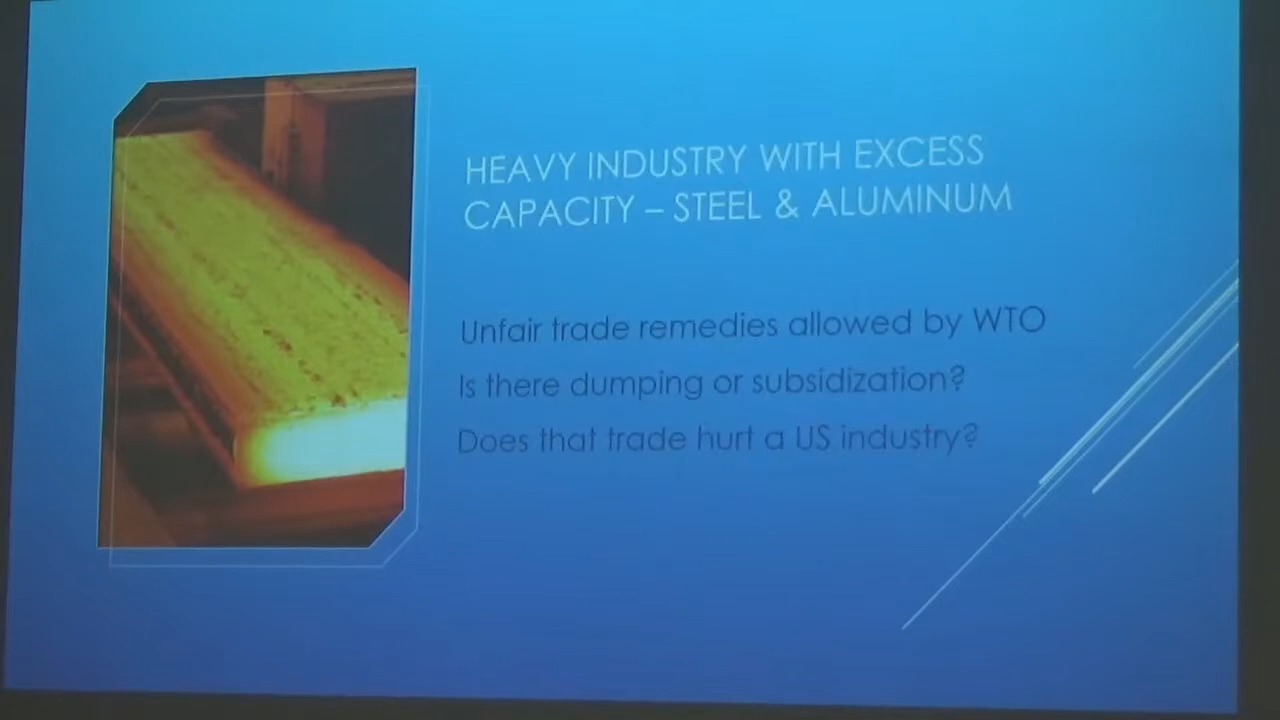 HEAVY INDUSTRY WITH EXCESS
CAPACITY – STEEL & ALUMINUM
Unfair trade remedies allowed by WTO
Is there dumping or subsidization?
Does that trade hurt a US industry?